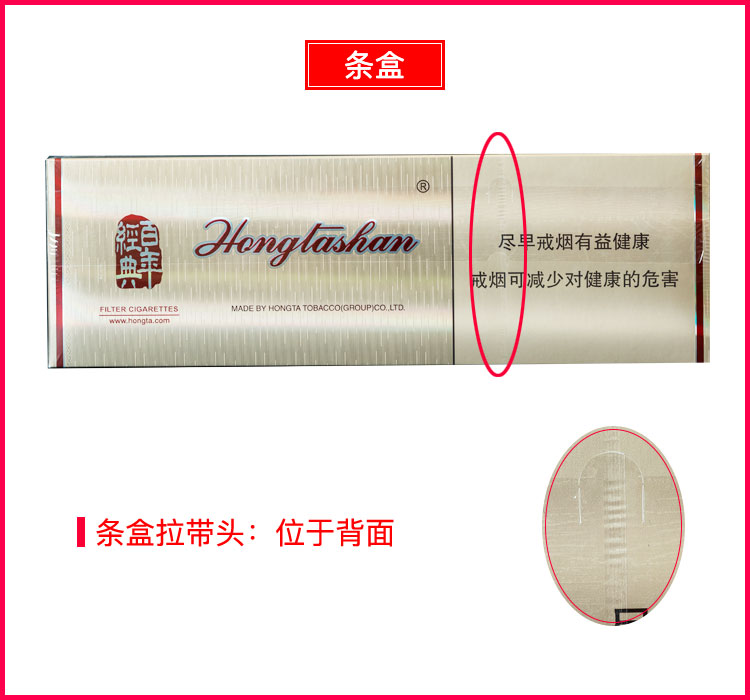 条盒
百年
經典
Hongtashan
®
FILTER CIGARETTES
www.hongta.com
MADE BY HONGTA TOBACCO(GROUP)CO.,LTD.
尽早戒烟有益健康
戒烟可减少对健康的危害
条盒拉带头：位于背面